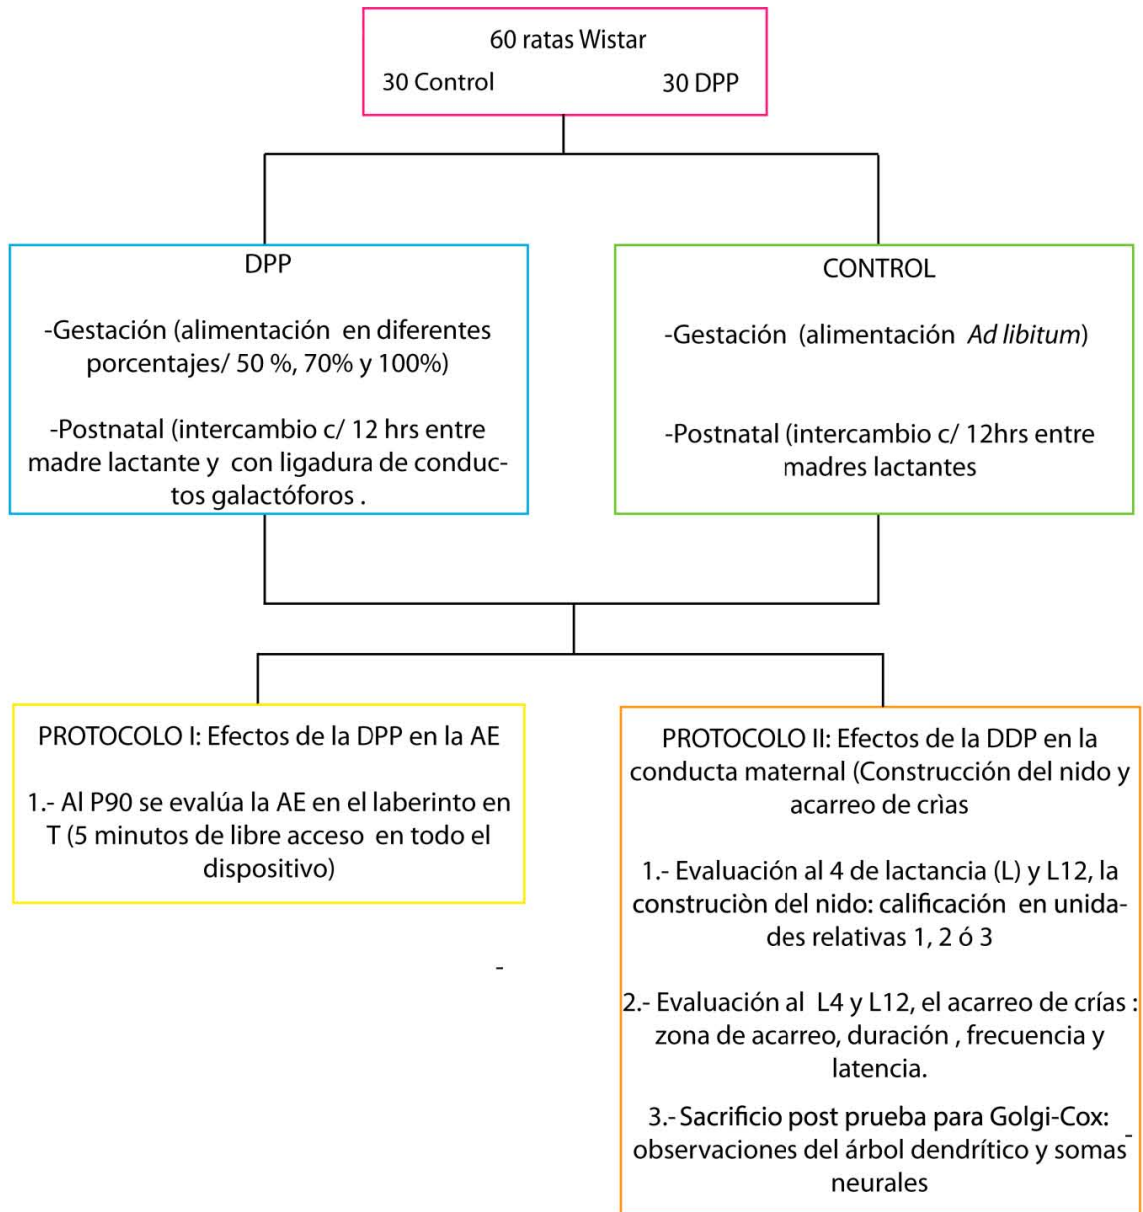 60 ratas Wistar
30 Control 30 DPP
DPP
-Gestación (alimentación en diferentes
porcentajes/ 50 %, 70% y 100%)
-Postnatal (intercambio c/ 12 hrs entre
madre lactante y con ligadura de conduc-
tos galactóforos .
CONTROL
-Gestación (alimentación Ad libitum)
-Postnatal (intercambio c/ 12hrs entre
madres lactantes
PROTOCOLO I: Efectos de la DPP en la AE
1.- Al P90 se evalúa la AE en el laberinto en
T (5 minutos de libre acceso en todo el
dispositivo)
-
PROTOCOLO II: Efectos de la DDP en la
conducta maternal (Construcción del nido y
acarreo de crìas
1.- Evaluación al 4 de lactancia (L) y L12, la
construciòn del nido: calificación en unida-
des relativas 1, 2 ó 3
2.- Evaluación al L4 y L12, el acarreo de crías :
zona de acarreo, duración , frecuencia y
latencia.
3.- Sacrificio post prueba para Golgi-Cox:
observaciones del árbol dendrítico y somas
neurales
-